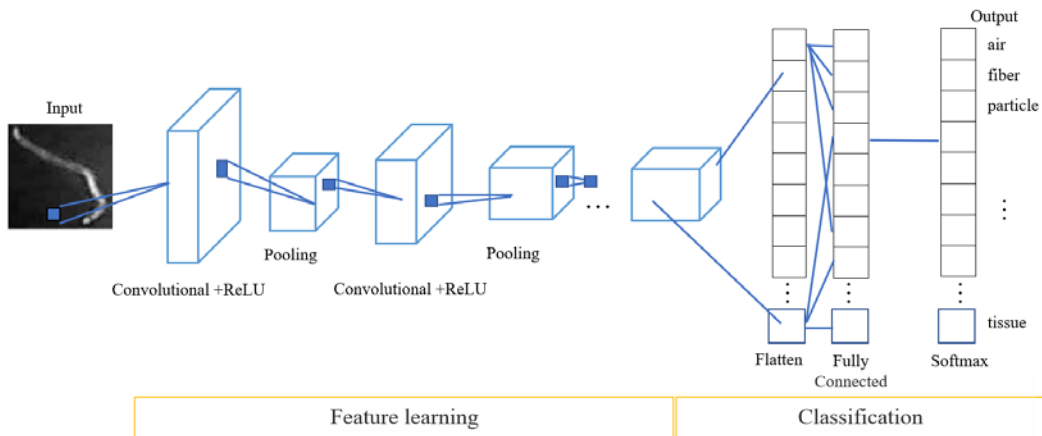 Output
air
fiber
particle
Input
...
Pooling
Pooling
Convolutional +ReLU
Convolutional +ReLU
tissue
Flatten
Fully
Connected
Softmax
Feature learning
Classification